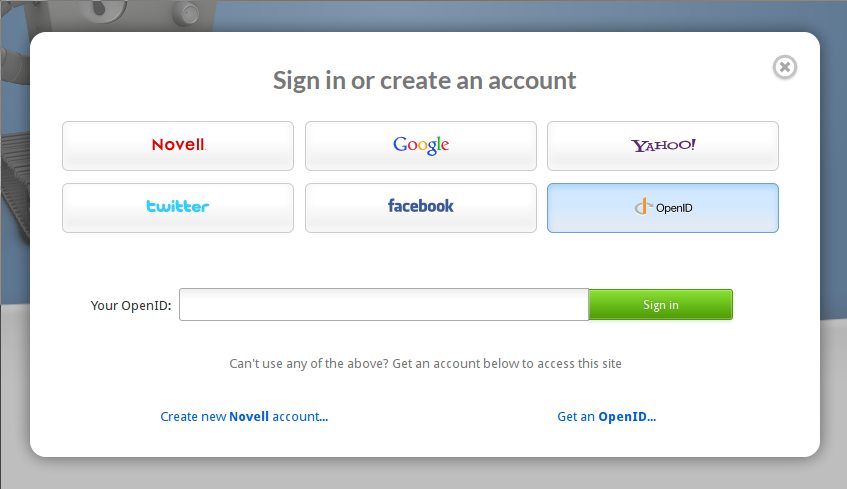 Sign in or create an account
Novell
Google
YAHOO!
twitter
facebook
OpenID
Your OpenID:
Sign in
Can't use any of the above? Get an account below to access this site
Create new Novell account...
Get an OpenID...